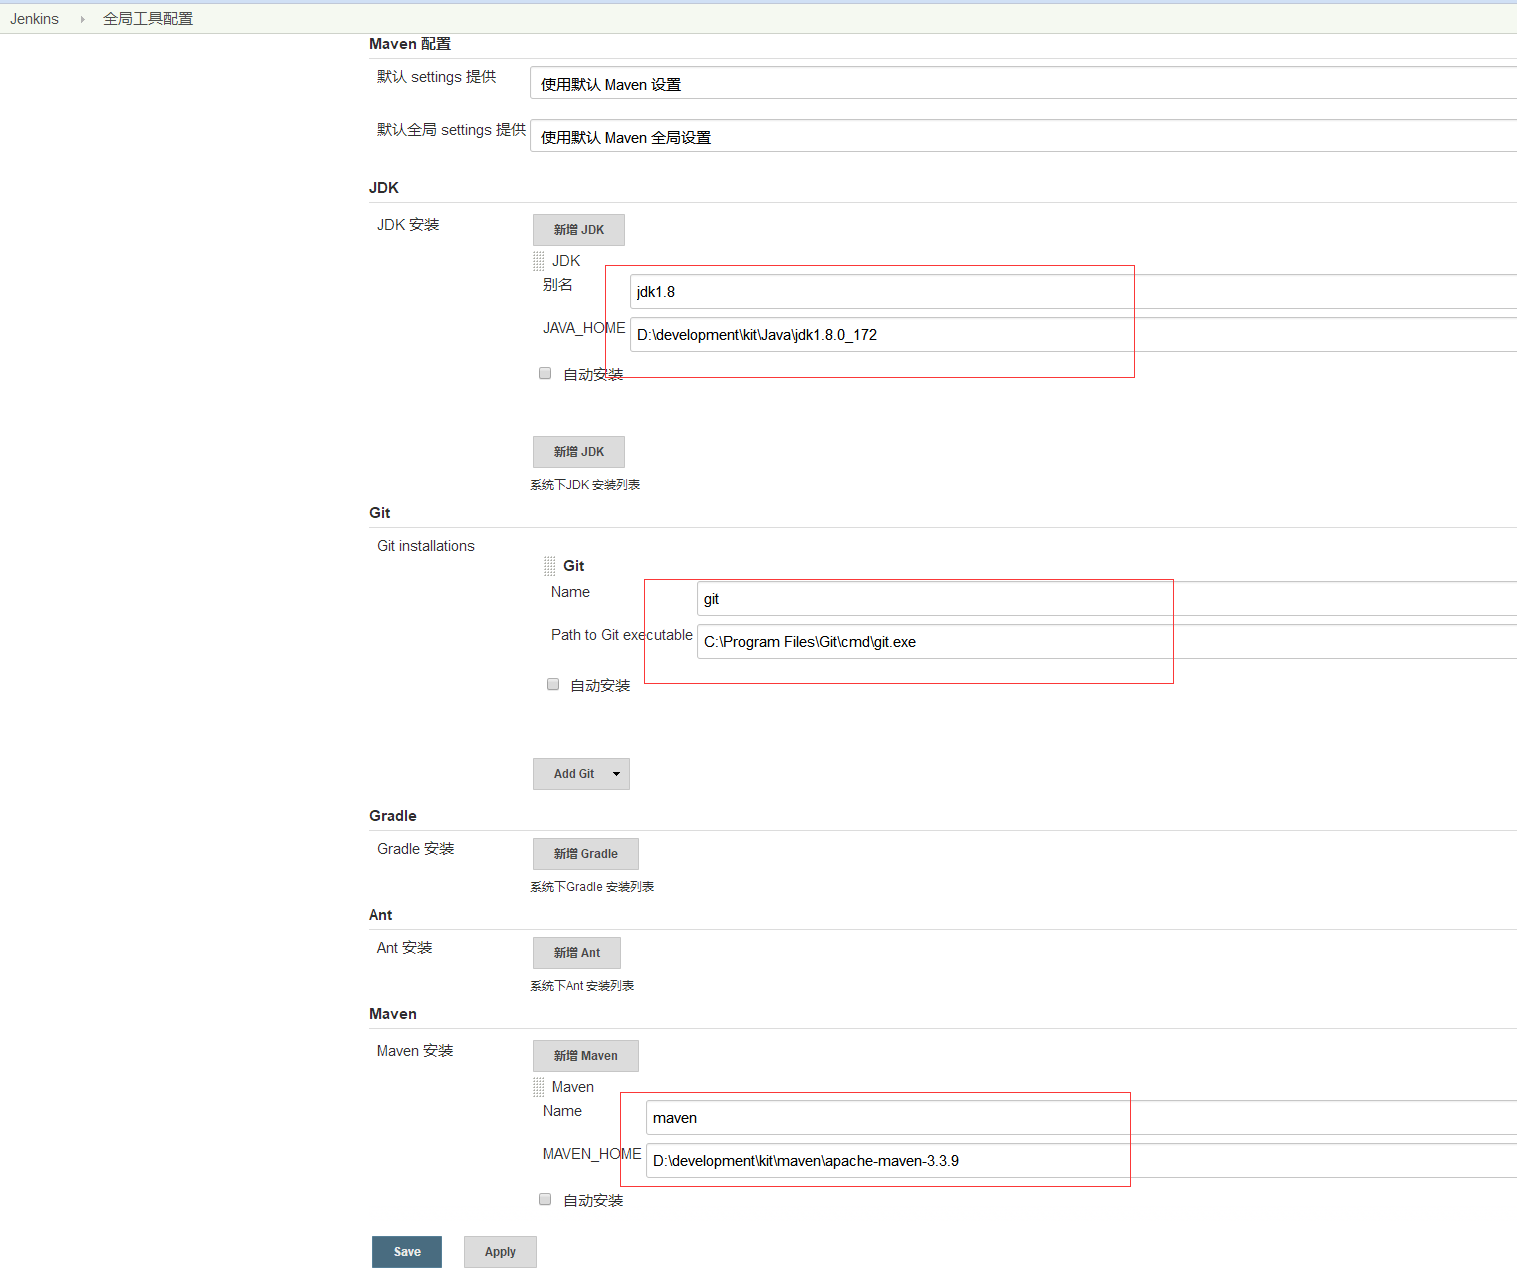 Jenkins 全局工具配置
Maven 配置
默认 settings 提供
使用默认 Maven 设置
默认全局 settings 提供
使用默认 Maven 全局设置
JDK
JDK 安装
新增 JDK
JDK
别名
jdk1.8
JAVA_HOME
D:\development\kit\Java\jdk1.8.0_172
自动安装
新增 JDK
系统下JDK 安装列表
Git
Git installations
Git
Name
git
Path to Git executable
C:\Program Files\Git\cmd\git.exe
自动安装
Add Git
Gradle
Gradle 安装
新增 Gradle
系统下Gradle 安装列表
Ant
Ant 安装
新增 Ant
系统下Ant 安装列表
Maven
Maven 安装
新增 Maven
Maven
Name
maven
MAVEN_HOME
D:\development\kit\maven\apache-maven-3.3.9
自动安装
Save Apply